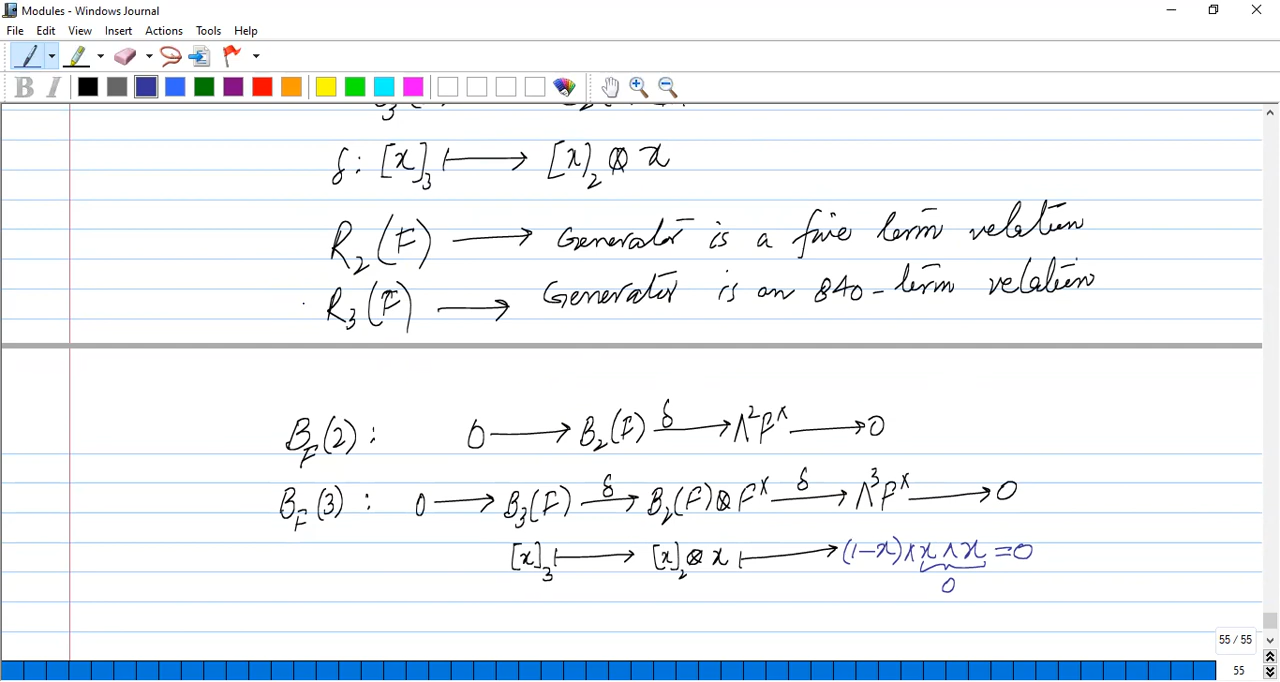 Modules - Windows Journal
File Edit View Insert Actions Tools Help
B I
δ: [x]₃ ⟼ [x]₂ ⊗ x
R₂(F) ⟶ Generator is a five term relation
R₃(F) ⟶ Generator is an 840-term relation
B_F(2): 0 ⟶ B₂(F) —δ→ Λ²F^× ⟶ 0
B_F(3): 0 ⟶ B₃(F) —δ→ B₂(F)⊗F^× —δ→ Λ³F^× ⟶ 0
[x]₃ ⟼ [x]₂ ⊗ x ⟼ (1-x)∧x∧x = 0
0
55 / 55
55